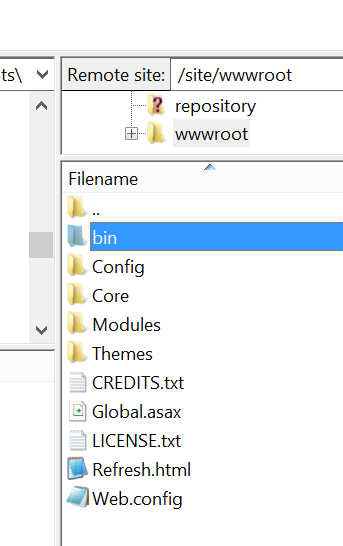 ts\
Remote site: /site/wwwroot
repository
wwwroot
Filename
..
bin
Config
Core
Modules
Themes
CREDITS.txt
Global.asax
LICENSE.txt
Refresh.html
Web.config